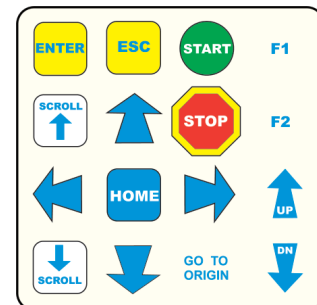 ENTER
ESC
START
F1
SCROLL
STOP
F2
HOME
UP
SCROLL
GO TO
ORIGIN
DN